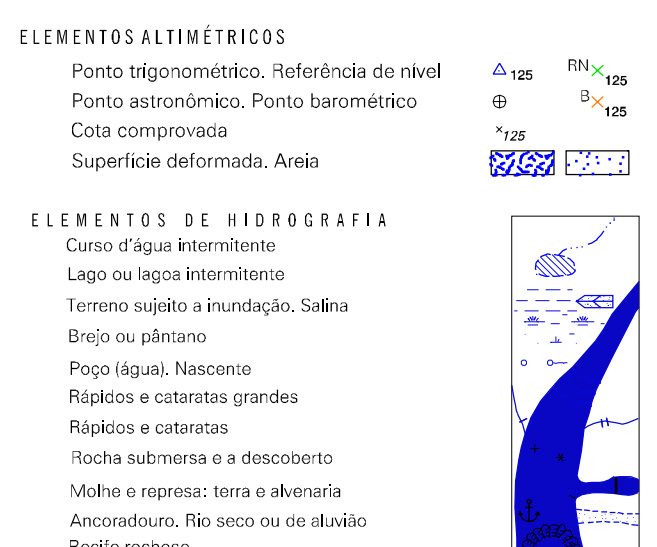 ELEMENTOS ALTIMÉTRICOS
Ponto trigonométrico. Referência de nível 125 RN 125
Ponto astronômico. Ponto barométrico B 125
Cota comprovada 125
Superfície deformada. Areia
ELEMENTOS DE HIDROGRAFIA
Curso d'água intermitente
Lago ou lagoa intermitente
Terreno sujeito a inundação. Salina
Brejo ou pântano
Poço (água). Nascente
Rápidos e cataratas grandes
Rápidos e cataratas
Rocha submersa e a descoberto
Molhe e represa: terra e alvenaria
Ancoradouro. Rio seco ou de aluvião
Recife rochoso